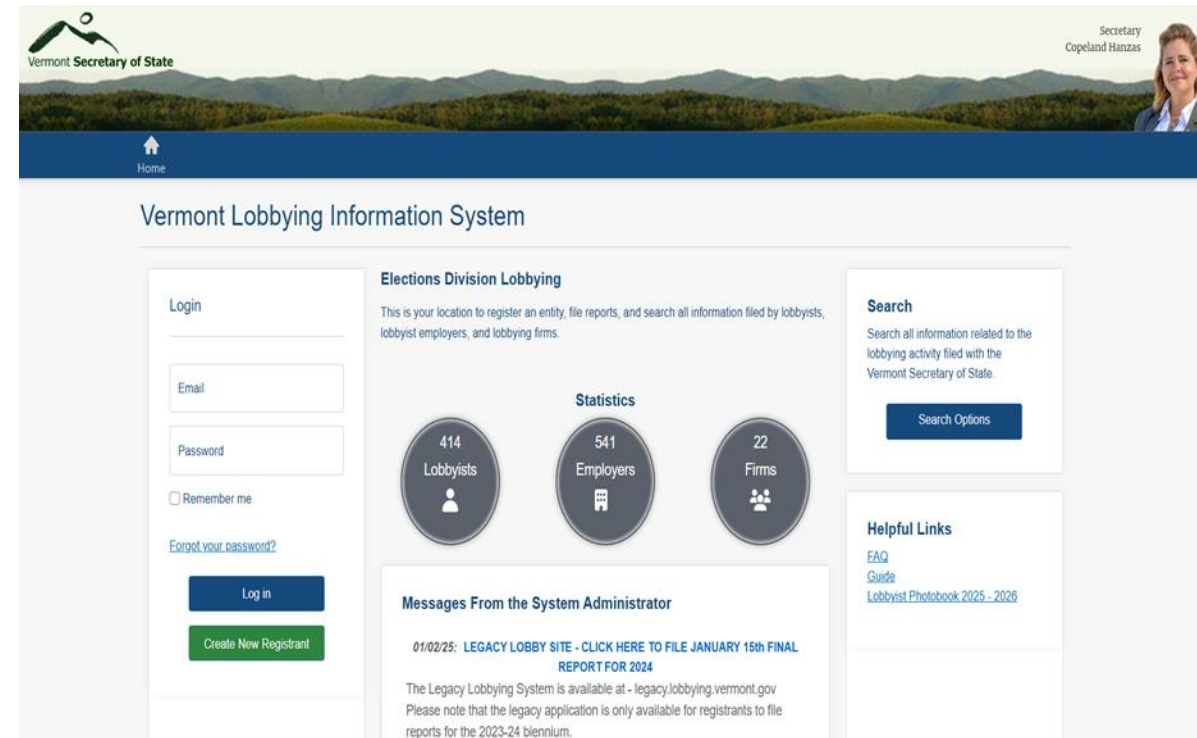 Vermont Secretary of State
Secretary
Copeland Hanzas
Home
Vermont Lobbying Information System
Login
Email
Password
Remember me
Forgot your password?
Log in
Create New Registrant
Elections Division Lobbying
This is your location to register an entity, file reports, and search all information filed by lobbyists,
lobbyist employers, and lobbying firms.
Statistics
414
Lobbyists
541
Employers
22
Firms
Messages From the System Administrator
01/02/25: LEGACY LOBBY SITE - CLICK HERE TO FILE JANUARY 15th FINAL
REPORT FOR 2024
The Legacy Lobbying System is available at - legacy.lobbying.vermont.gov
Please note that the legacy application is only available for registrants to file
reports for the 2023-24 biennium.
Search
Search all information related to the
lobbying activity filed with the
Vermont Secretary of State.
Search Options
Helpful Links
FAQ
Guide
Lobbyist Photobook 2025 - 2026